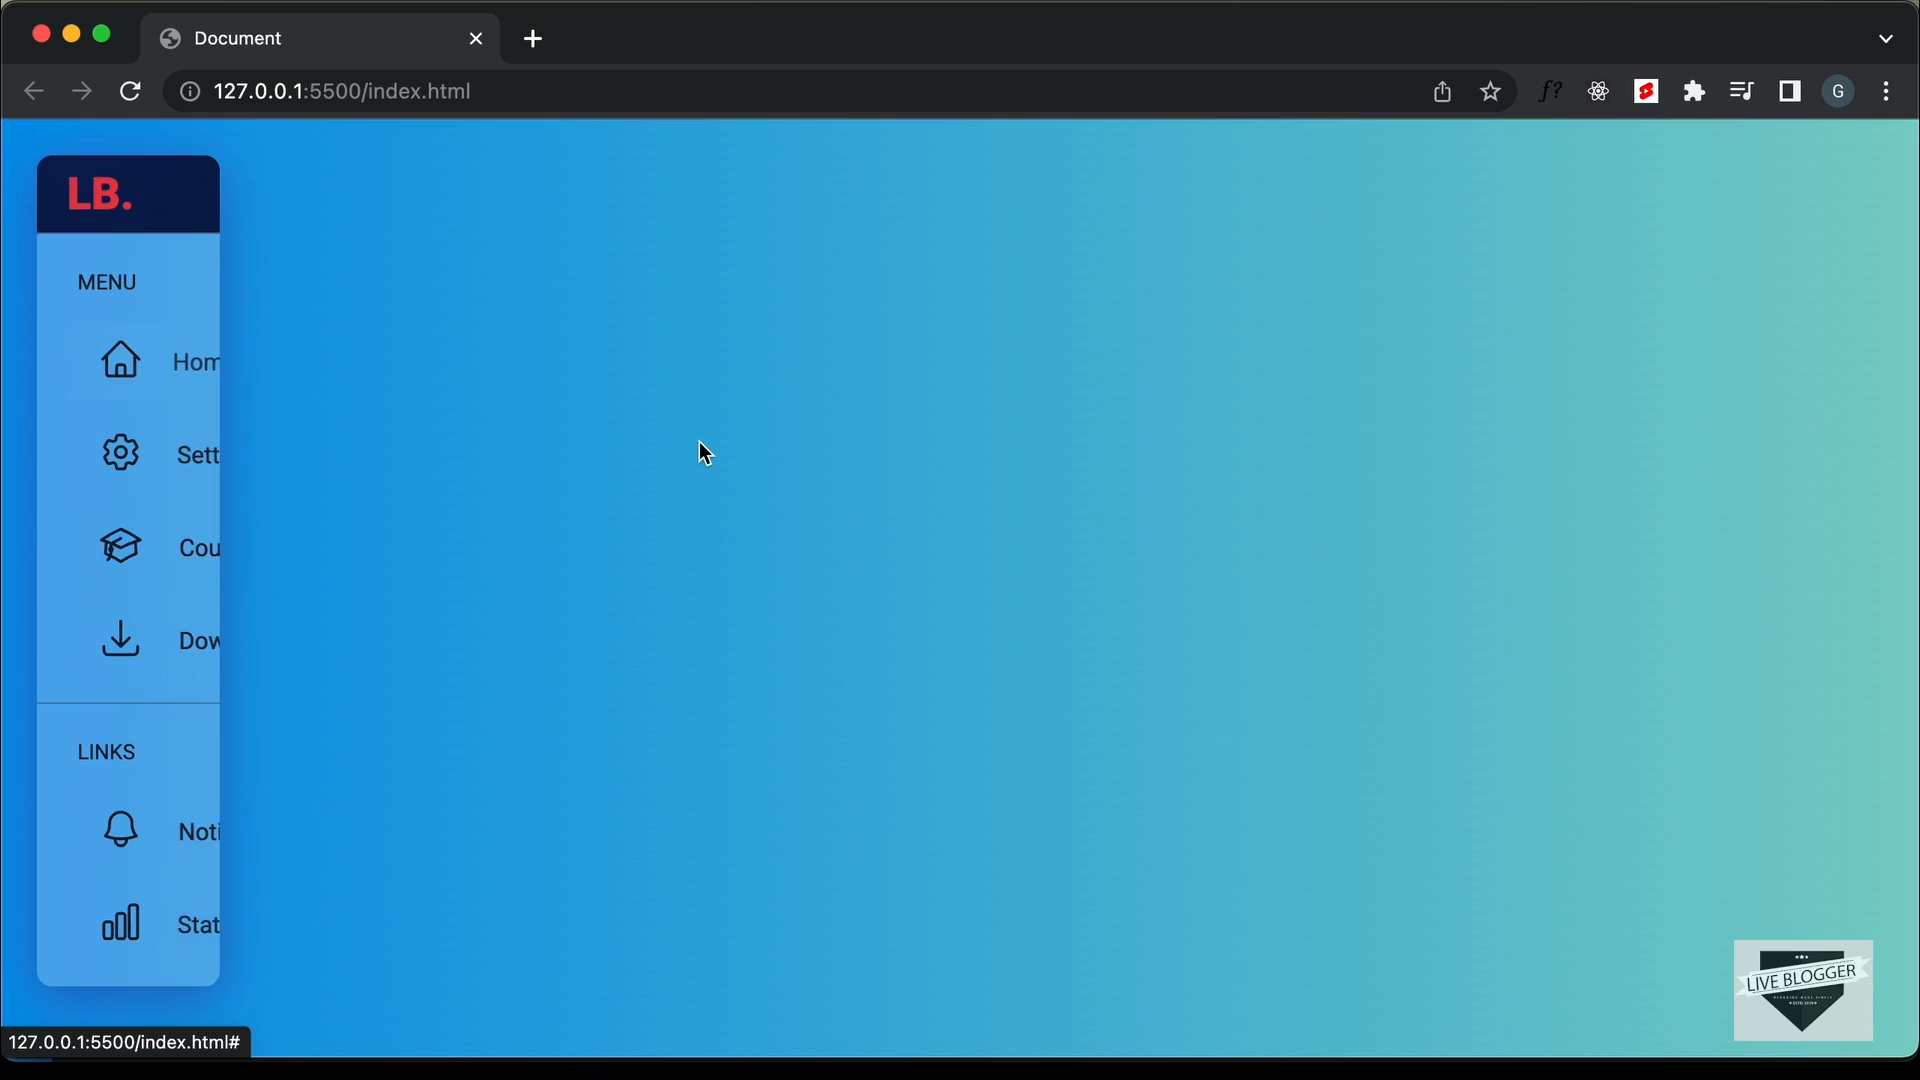 Document
127.0.0.1:5500/index.html
f?
G
LB.
MENU
Hom
Sett
Cou
Dow
LINKS
Noti
Stat
LIVE BLOGGER
127.0.0.1:5500/index.html#